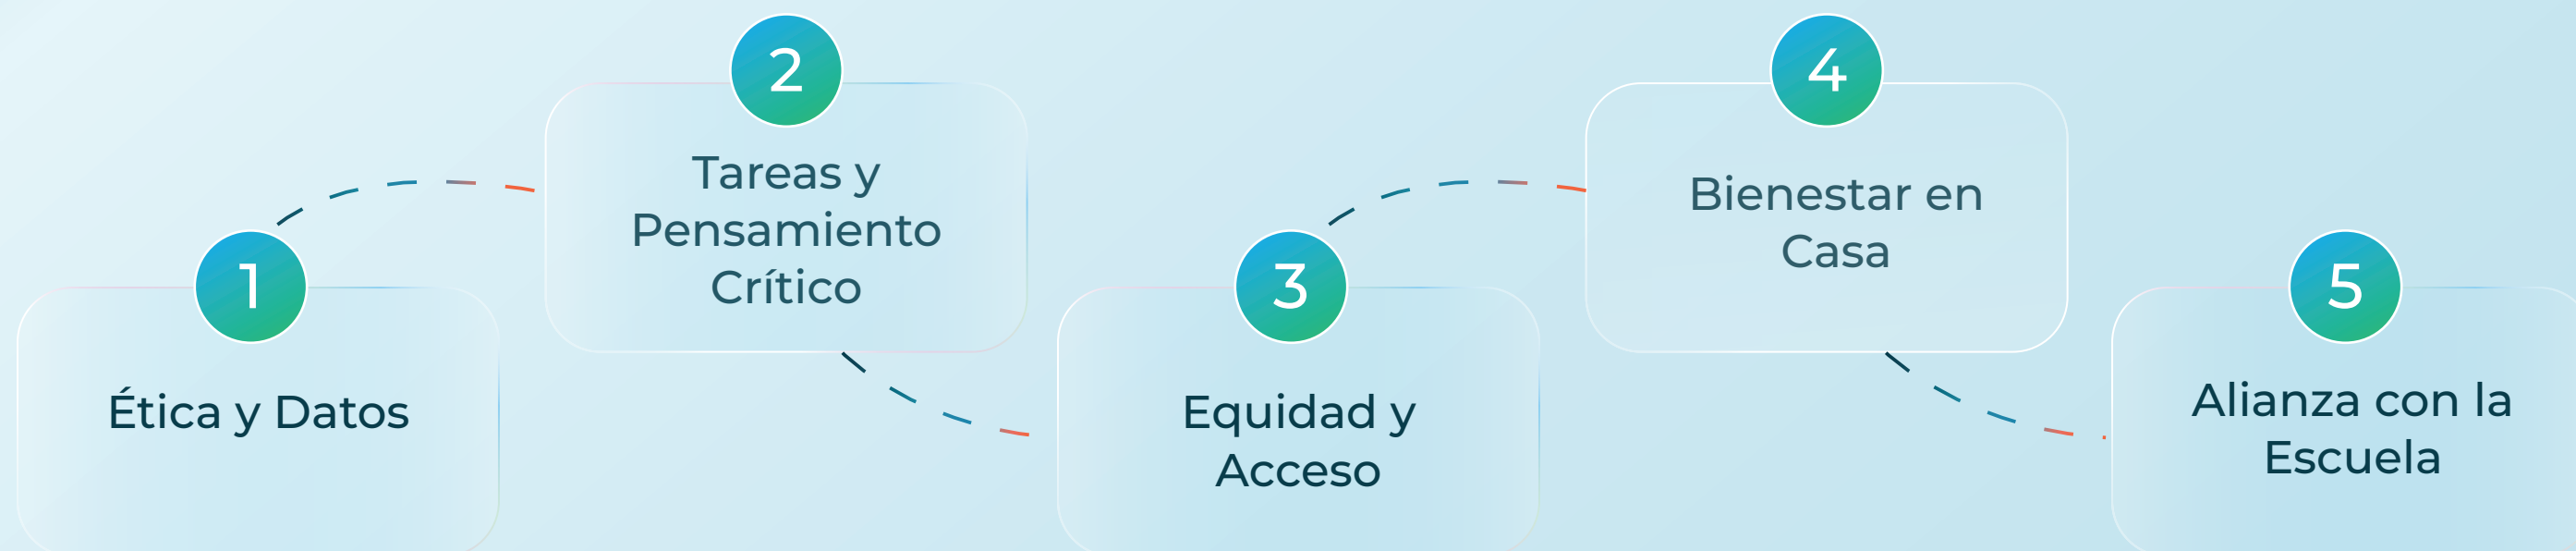 1
Ética y Datos
2
Tareas y
Pensamiento
Crítico
3
Equidad y
Acceso
4
Bienestar en
Casa
5
Alianza con la
Escuela